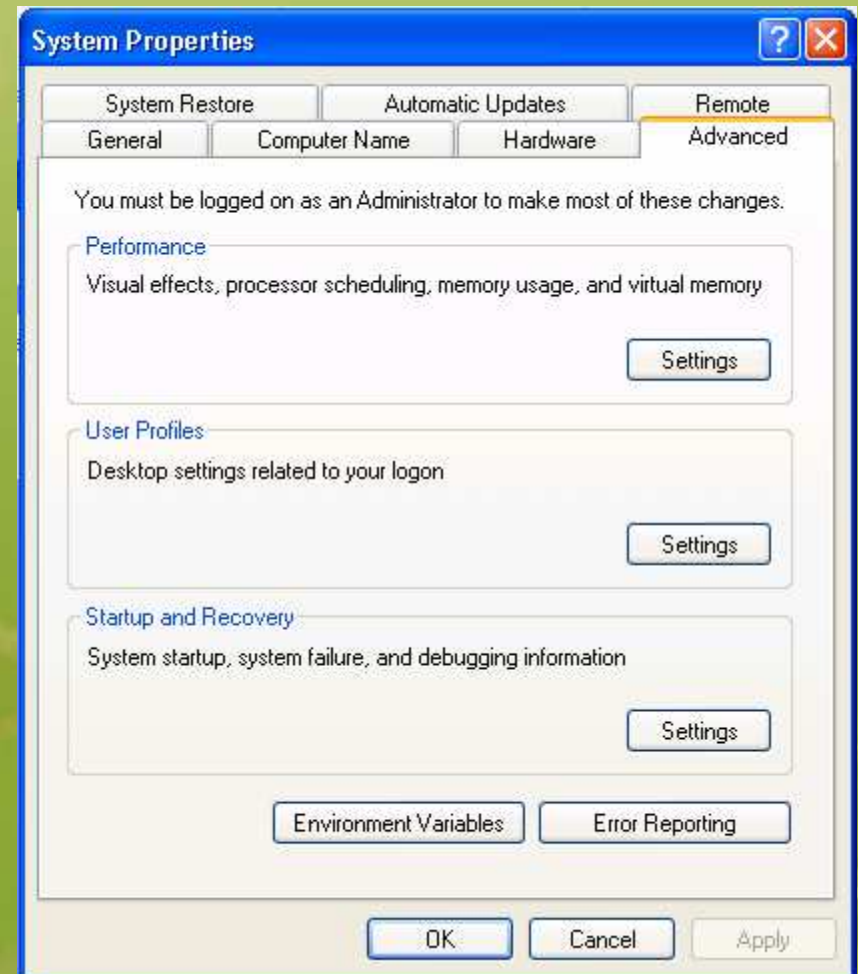 System Properties
?
System Restore Automatic Updates Remote
General Computer Name Hardware Advanced
You must be logged on as an Administrator to make most of these changes.
Performance
Visual effects, processor scheduling, memory usage, and virtual memory
Settings
User Profiles
Desktop settings related to your logon
Settings
Startup and Recovery
System startup, system failure, and debugging information
Settings
Environment Variables Error Reporting
OK Cancel Apply